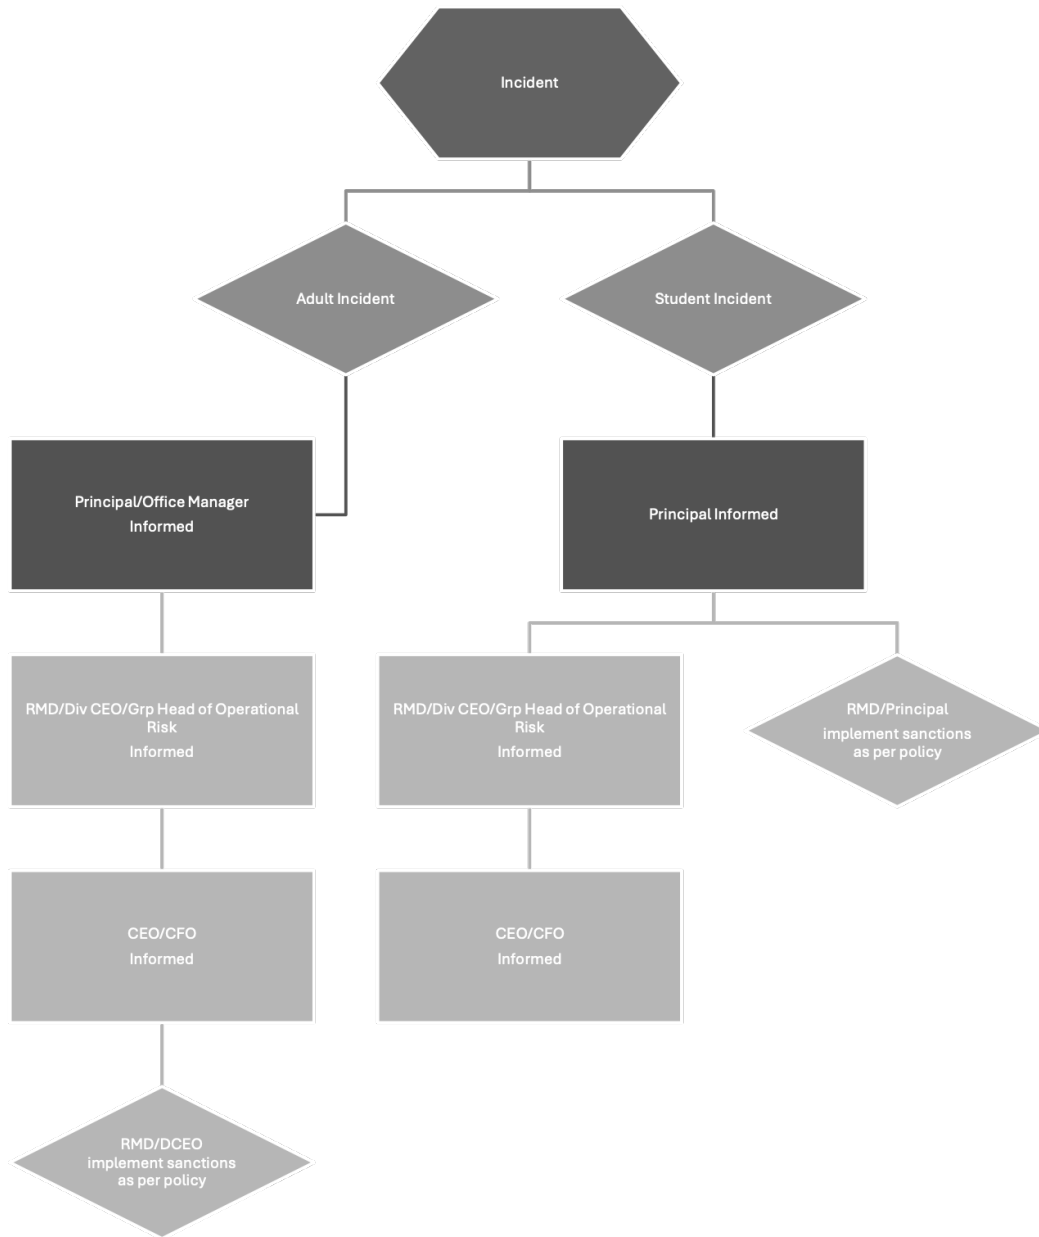 Incident
Adult Incident
Student Incident
Principal/Office Manager
Informed
Principal Informed
RMD/Div CEO/Grp Head of Operational
Risk
Informed
RMD/Div CEO/Grp Head of Operational
Risk
Informed
RMD/Principal
implement sanctions
as per policy
CEO/CFO
Informed
CEO/CFO
Informed
RMD/DCEO
implement sanctions
as per policy